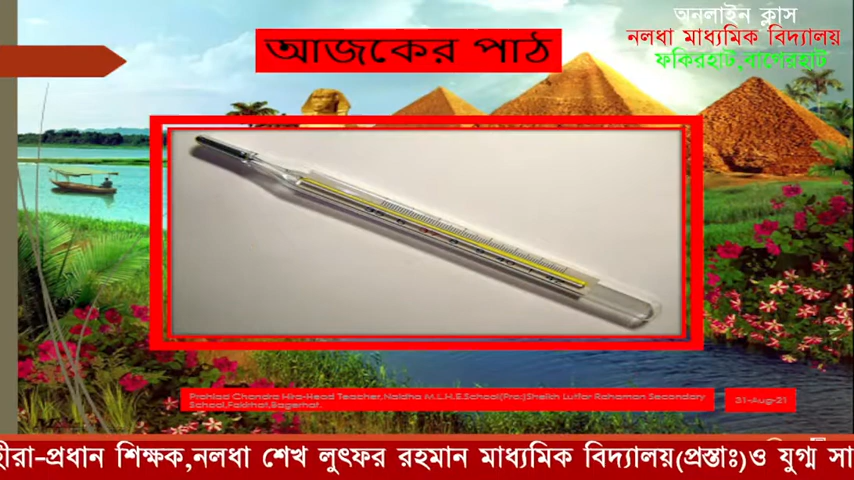 অনলাইন ক্লাস
নলধা মাধ্যমিক বিদ্যালয়
ফকিরহাট,বাগেরহাট
আজকের পাঠ
Prohlad Chandra Hira-Head Teacher, Naldha M.L.H.E.School(Pro:)Sheikh Lutfar Rahaman Secondary
School,Fakirhat,Bagerhat.
31-Aug-21
হীরা-প্রধান শিক্ষক,নলধা শেখ লুৎফর রহমান মাধ্যমিক বিদ্যালয়(প্রস্তাঃ)ও যুগ্ম সা